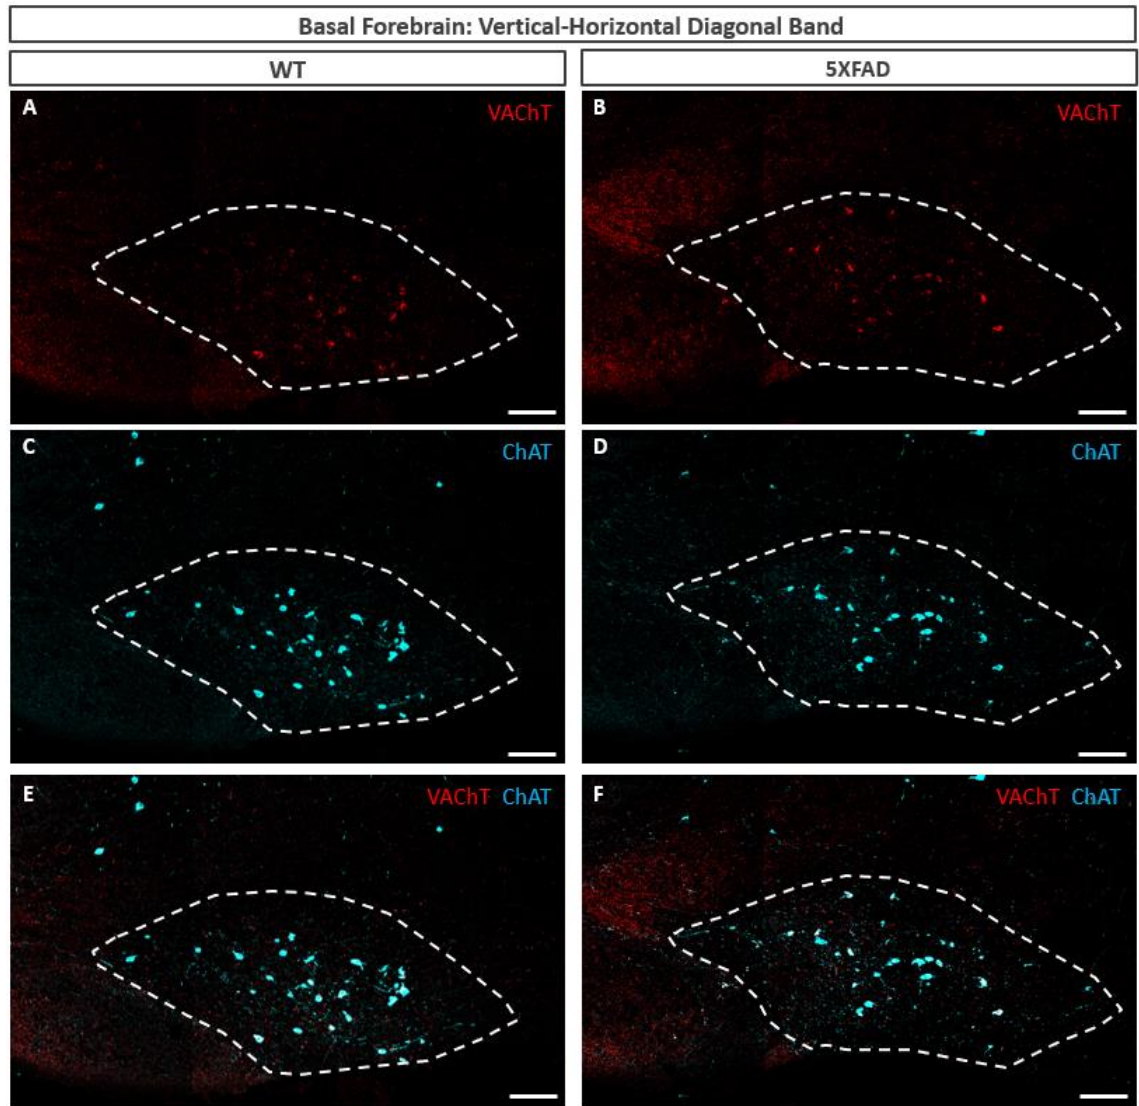 Basal Forebrain: Vertical-Horizontal Diagonal Band
WT
5XFAD
A
VAChT
B
VAChT
C
ChAT
D
ChAT
E
VAChT ChAT
F
VAChT ChAT